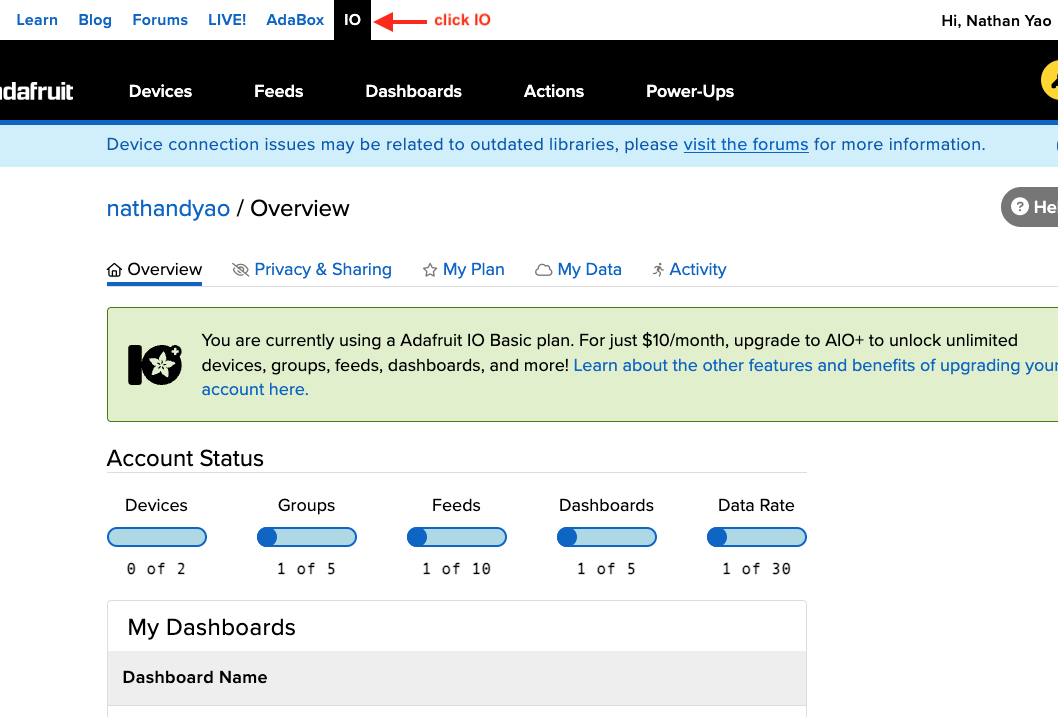 Learn Blog Forums LIVE! AdaBox IO click IO Hi, Nathan Yao
adafruit Devices Feeds Dashboards Actions Power-Ups
Device connection issues may be related to outdated libraries, please visit the forums for more information.
nathandyao / Overview
? He
Overview Privacy & Sharing My Plan My Data Activity
You are currently using a Adafruit IO Basic plan. For just $10/month, upgrade to AIO+ to unlock unlimited
devices, groups, feeds, dashboards, and more! Learn about the other features and benefits of upgrading your
account here.
Account Status
Devices Groups Feeds Dashboards Data Rate
0 of 2 1 of 5 1 of 10 1 of 5 1 of 30
My Dashboards
Dashboard Name